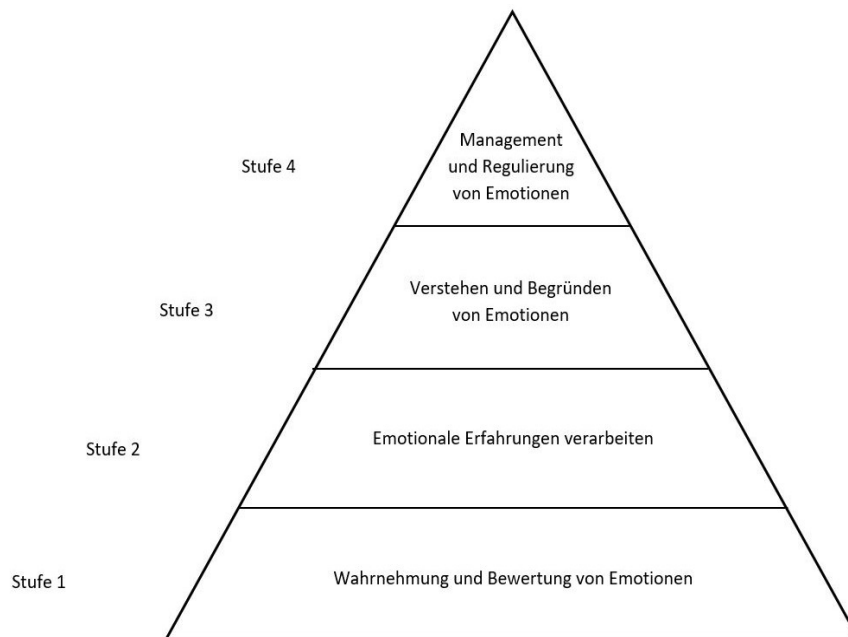 Stufe 4
Management
und Regulierung
von Emotionen
Stufe 3
Verstehen und Begründen
von Emotionen
Stufe 2
Emotionale Erfahrungen verarbeiten
Stufe 1
Wahrnehmung und Bewertung von Emotionen